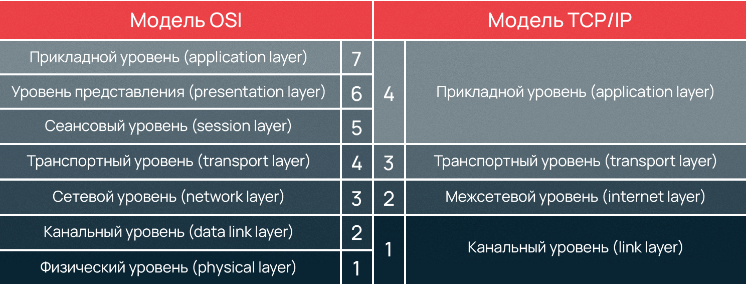 Модель OSI
Модель TCP/IP
Прикладной уровень (application layer)
7
Уровень представления (presentation layer)
6
Сеансовый уровень (session layer)
5
4
Прикладной уровень (application layer)
Транспортный уровень (transport layer)
4
3
Транспортный уровень (transport layer)
Сетевой уровень (network layer)
3
2
Межсетевой уровень (internet layer)
Канальный уровень (data link layer)
2
Физический уровень (physical layer)
1
1
Канальный уровень (link layer)